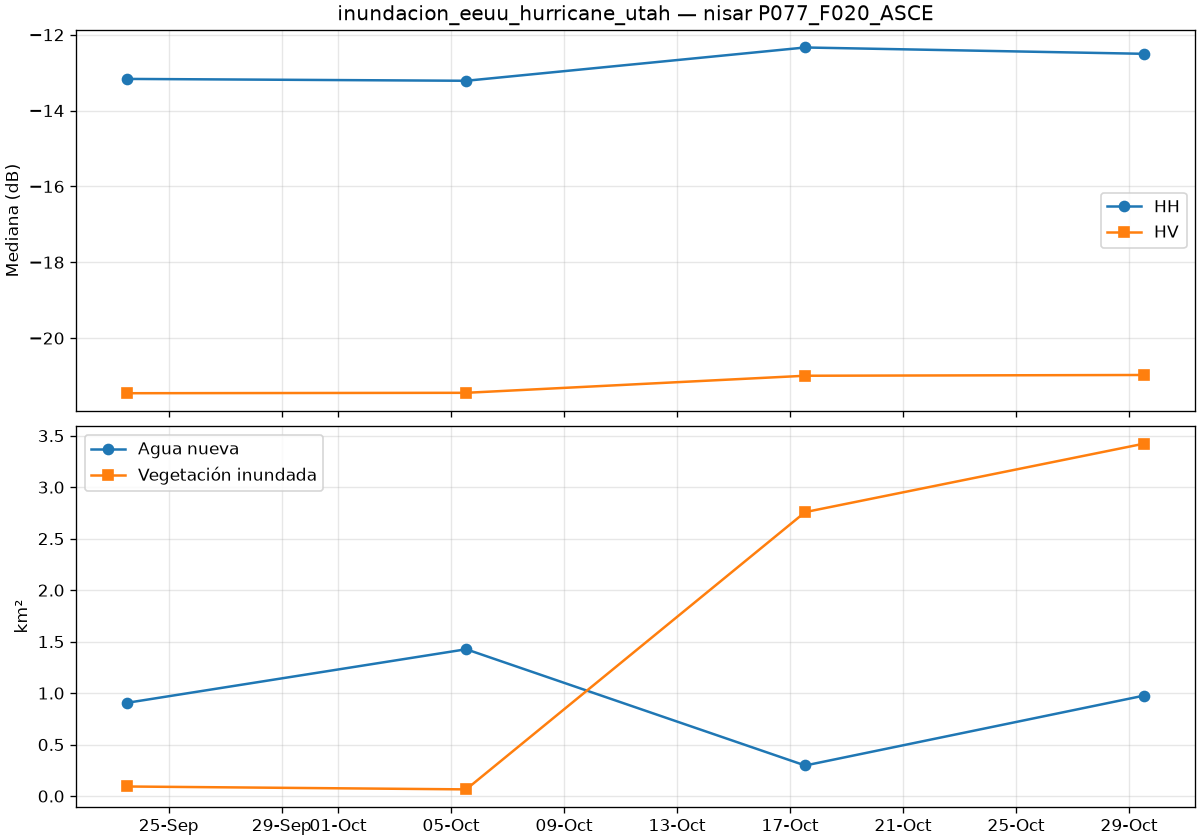 inundacion_eeuu_hurricane_utah — nisar P077_F020_ASCE
−12
−14
−16
−18
−20
Mediana (dB)
HH
HV
3.5
3.0
2.5
2.0
1.5
1.0
0.5
0.0
km²
Agua nueva
Vegetación inundada
25-Sep
29-Sep
01-Oct
05-Oct
09-Oct
13-Oct
17-Oct
21-Oct
25-Oct
29Oct